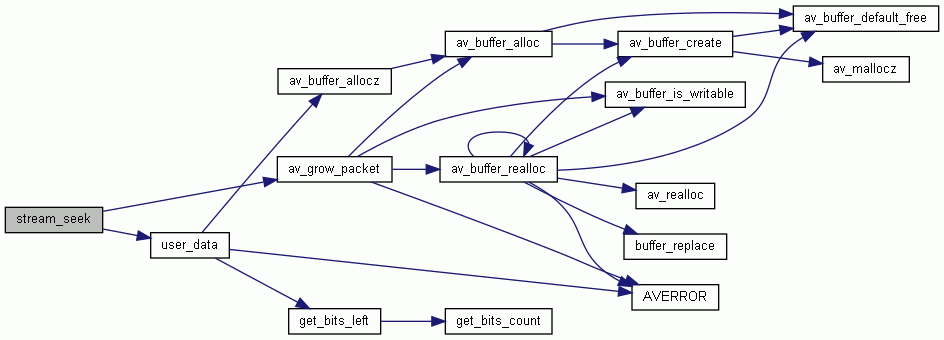 av_buffer_default_free
av_buffer_alloc
av_buffer_create
av_mallocz
av_buffer_allocz
av_buffer_is_writable
av_grow_packet
av_buffer_realloc
av_realloc
stream_seek
user_data
buffer_replace
AVERROR
get_bits_left
get_bits_count